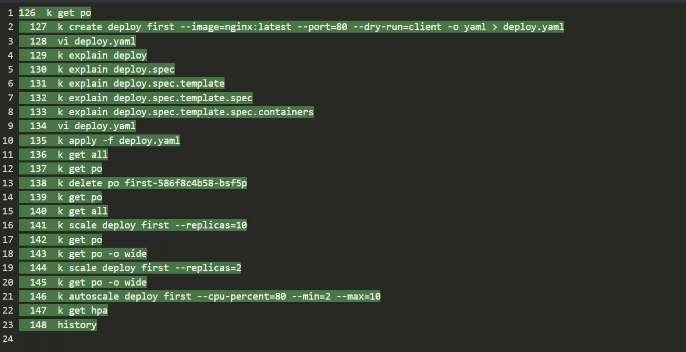 1 126 k get po
2 127 k create deploy first --image=nginx:latest --port=80 --dry-run=client -o yaml > deploy.yaml
3 128 vi deploy.yaml
4 129 k explain deploy
5 130 k explain deploy.spec
6 131 k explain deploy.spec.template
7 132 k explain deploy.spec.template.spec
8 133 k explain deploy.spec.template.spec.containers
9 134 vi deploy.yaml
10 135 k apply -f deploy.yaml
11 136 k get all
12 137 k get po
13 138 k delete po first-586f8c4b58-bsf5p
14 139 k get po
15 140 k get all
16 141 k scale deploy first --replicas=10
17 142 k get po
18 143 k get po -o wide
19 144 k scale deploy first --replicas=2
20 145 k get po -o wide
21 146 k autoscale deploy first --cpu-percent=80 --min=2 --max=10
22 147 k get hpa
23 148 history
24